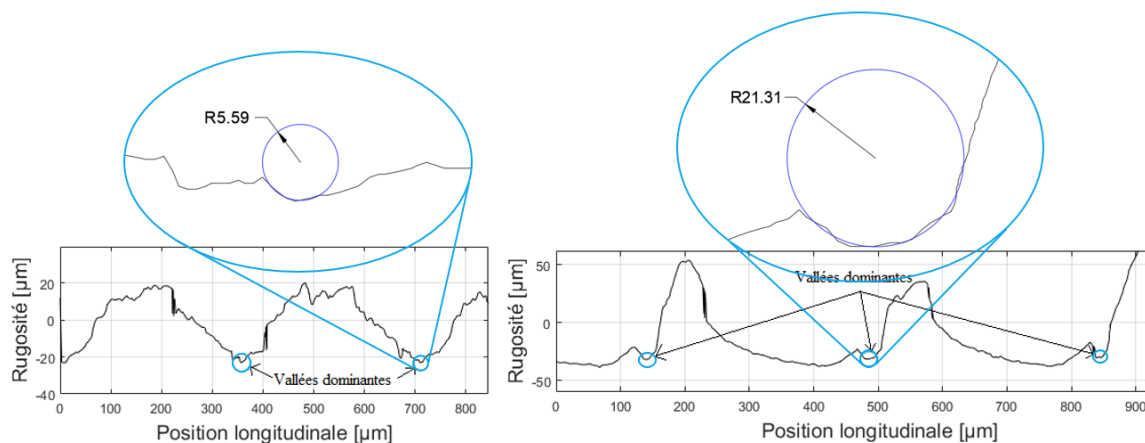 R5.59
20
0
-20
-40
Rugosité [µm]
Vallées dominantes
0 100 200 300 400 500 600 700 800
Position longitudinale [µm]
R21.31
50
0
-50
Rugosité [µm]
Vallées dominantes
0 100 200 300 400 500 600 700 800 900
Position longitudinale [µm]